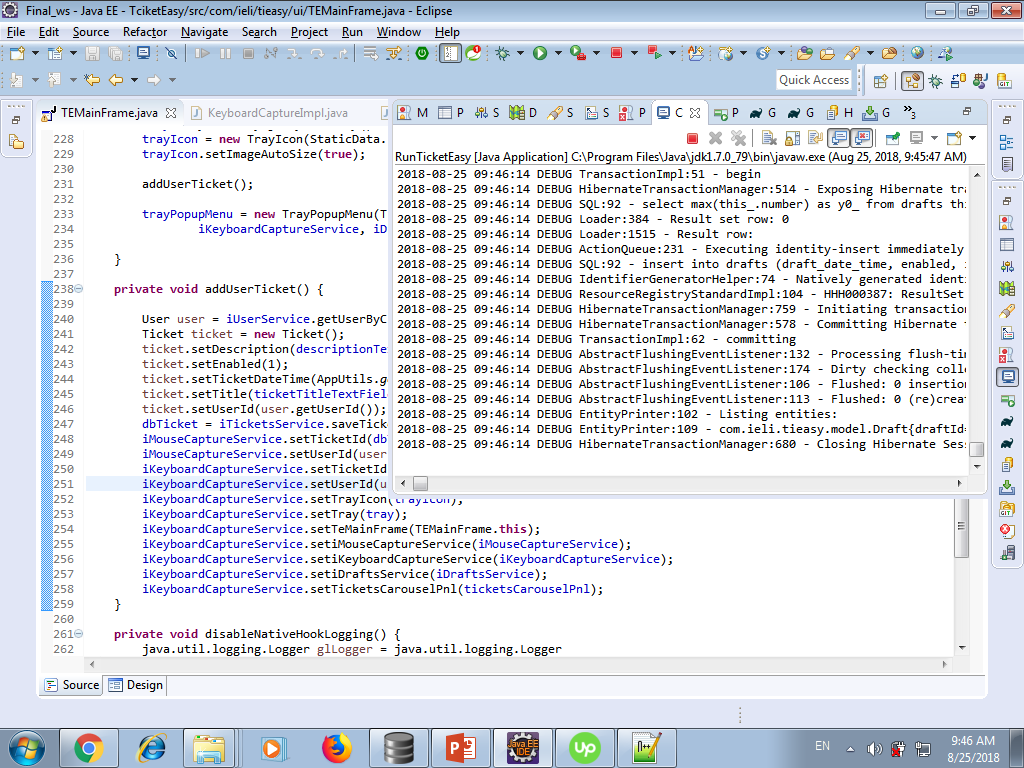 Final_ws - Java EE - TciketEasy/src/com/ieli/tieasy/ui/TEMainFrame.java - Eclipse
File Edit Source Refactor Navigate Search Project Run Window Help
Quick Access
TEMainFrame.java KeyboardCaptureImpl.java
M P S D S S P C P G G H G »3
RunTicketEasy [Java Application] C:\Program Files\Java\jdk1.7.0_79\bin\javaw.exe (Aug 25, 2018, 9:45:47 AM)
2018-08-25 09:46:14 DEBUG TransactionImpl:51 - begin
2018-08-25 09:46:14 DEBUG HibernateTransactionManager:514 - Exposing Hibernate tra
2018-08-25 09:46:14 DEBUG SQL:92 - select max(this_.number) as y0_ from drafts thi
2018-08-25 09:46:14 DEBUG Loader:384 - Result set row: 0
2018-08-25 09:46:14 DEBUG Loader:1515 - Result row:
2018-08-25 09:46:14 DEBUG ActionQueue:231 - Executing identity-insert immediately
2018-08-25 09:46:14 DEBUG SQL:92 - insert into drafts (draft_date_time, enabled,
2018-08-25 09:46:14 DEBUG IdentifierGeneratorHelper:74 - Natively generated identi
2018-08-25 09:46:14 DEBUG ResourceRegistryStandardImpl:104 - HHH000387: ResultSet
2018-08-25 09:46:14 DEBUG HibernateTransactionManager:759 - Initiating transaction
2018-08-25 09:46:14 DEBUG HibernateTransactionManager:578 - Committing Hibernate
2018-08-25 09:46:14 DEBUG TransactionImpl:62 - committing
2018-08-25 09:46:14 DEBUG AbstractFlushingEventListener:132 - Processing flush-tim
2018-08-25 09:46:14 DEBUG AbstractFlushingEventListener:174 - Dirty checking colle
2018-08-25 09:46:14 DEBUG AbstractFlushingEventListener:106 - Flushed: 0 insertion
2018-08-25 09:46:14 DEBUG AbstractFlushingEventListener:113 - Flushed: 0 (re)creat
2018-08-25 09:46:14 DEBUG EntityPrinter:102 - Listing entities:
2018-08-25 09:46:14 DEBUG EntityPrinter:109 - com.ieli.tieasy.model.Draft{draftId=
2018-08-25 09:46:14 DEBUG HibernateTransactionManager:680 - Closing Hibernate Sess
228 trayIcon = new TrayIcon(StaticData.
229 trayIcon.setImageAutoSize(true);
230
231 addUserTicket();
232
233 trayPopupMenu = new TrayPopupMenu(T
234 iKeyboardCaptureService, iD
235
236 }
237
238 private void addUserTicket() {
239
240 User user = iUserService.getUserByC
241 Ticket ticket = new Ticket();
242 ticket.setDescription(descriptionTe
243 ticket.setEnabled(1);
244 ticket.setTicketDateTime(AppUtils.g
245 ticket.setTitle(ticketTitleTextFiel
246 ticket.setUserId(user.getUserId());
247 dbTicket = iTicketsService.saveTick
248 iMouseCaptureService.setTicketId(db
249 iMouseCaptureService.setUserId(user
250 iKeyboardCaptureService.setTicketId
251 iKeyboardCaptureService.setUserId(u
252 iKeyboardCaptureService.setTrayIcon(trayIcon);
253 iKeyboardCaptureService.setTray(tray);
254 iKeyboardCaptureService.setTeMainFrame(TEMainFrame.this);
255 iKeyboardCaptureService.setiMouseCaptureService(iMouseCaptureService);
256 iKeyboardCaptureService.setiKeyboardCaptureService(iKeyboardCaptureService);
257 iKeyboardCaptureService.setiDraftsService(iDraftsService);
258 iKeyboardCaptureService.setTicketsCarouselPnl(ticketsCarouselPnl);
259 }
260
261 private void disableNativeHookLogging() {
262 java.util.logging.Logger glLogger = java.util.logging.Logger
Source Design
EN 9:46 AM
8/25/2018